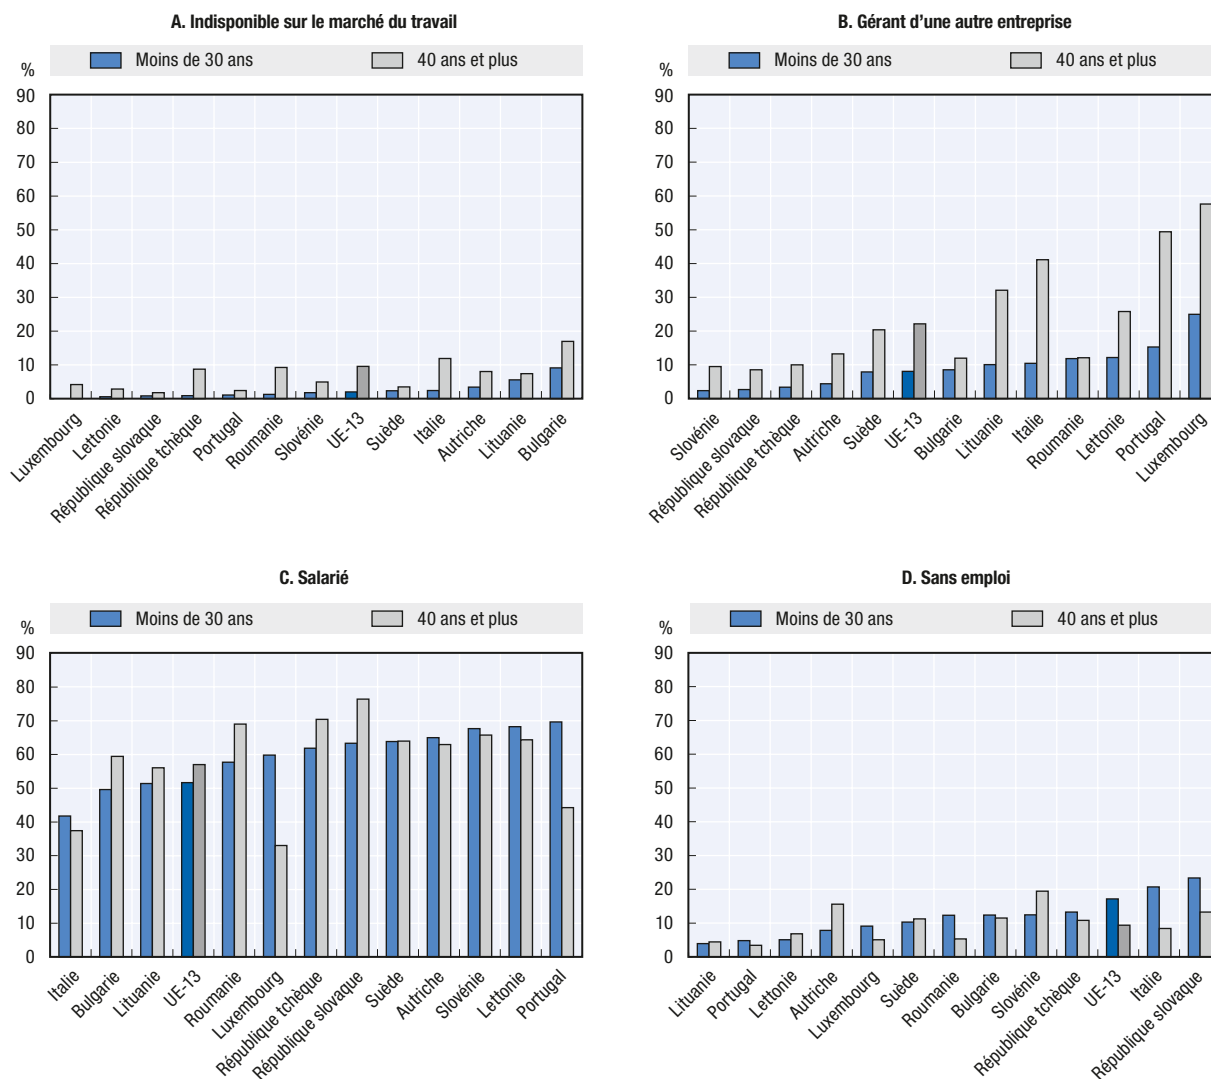 A. Indisponible sur le marché du travail
Moins de 30 ans
40 ans et plus
%
90
80
70
60
50
40
30
20
10
0
Luxembourg
Lettonie
République slovaque
République tchèque
Portugal
Roumanie
Slovénie
UE-13
Suède
Italie
Autriche
Lituanie
Bulgarie
B. Gérant d’une autre entreprise
Moins de 30 ans
40 ans et plus
%
90
80
70
60
50
40
30
20
10
0
Slovénie
République slovaque
République tchèque
Autriche
Suède
UE-13
Bulgarie
Lituanie
Italie
Roumanie
Lettonie
Portugal
Luxembourg
C. Salarié
Moins de 30 ans
40 ans et plus
%
90
80
70
60
50
40
30
20
10
0
Italie
Bulgarie
Lituanie
UE-13
Roumanie
Luxembourg
République tchèque
République slovaque
Suède
Autriche
Slovénie
Lettonie
Portugal
D. Sans emploi
Moins de 30 ans
40 ans et plus
%
90
80
70
60
50
40
30
20
10
0
Lituanie
Portugal
Lettonie
Autriche
Luxembourg
Suède
Roumanie
Bulgarie
Slovénie
République tchèque
UE-13
Italie
République slovaque